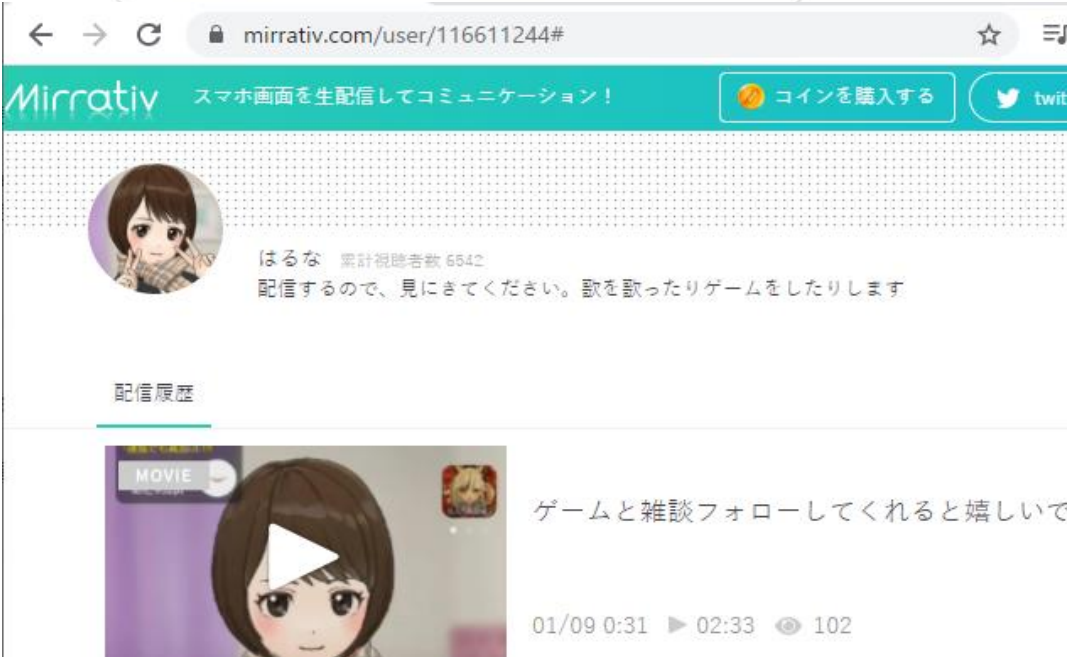 mirrativ.com/user/116611244#
Mirrativ スマホ画面を生配信してコミュニケーション！ コインを購入する twit
はるな 累計視聴者数 6542
配信するので、見にきてください。歌を歌ったりゲームをしたりします
配信履歴
MOVIE
ゲームと雑談フォローしてくれると嬉しいで
01/09 0:31 02:33 102